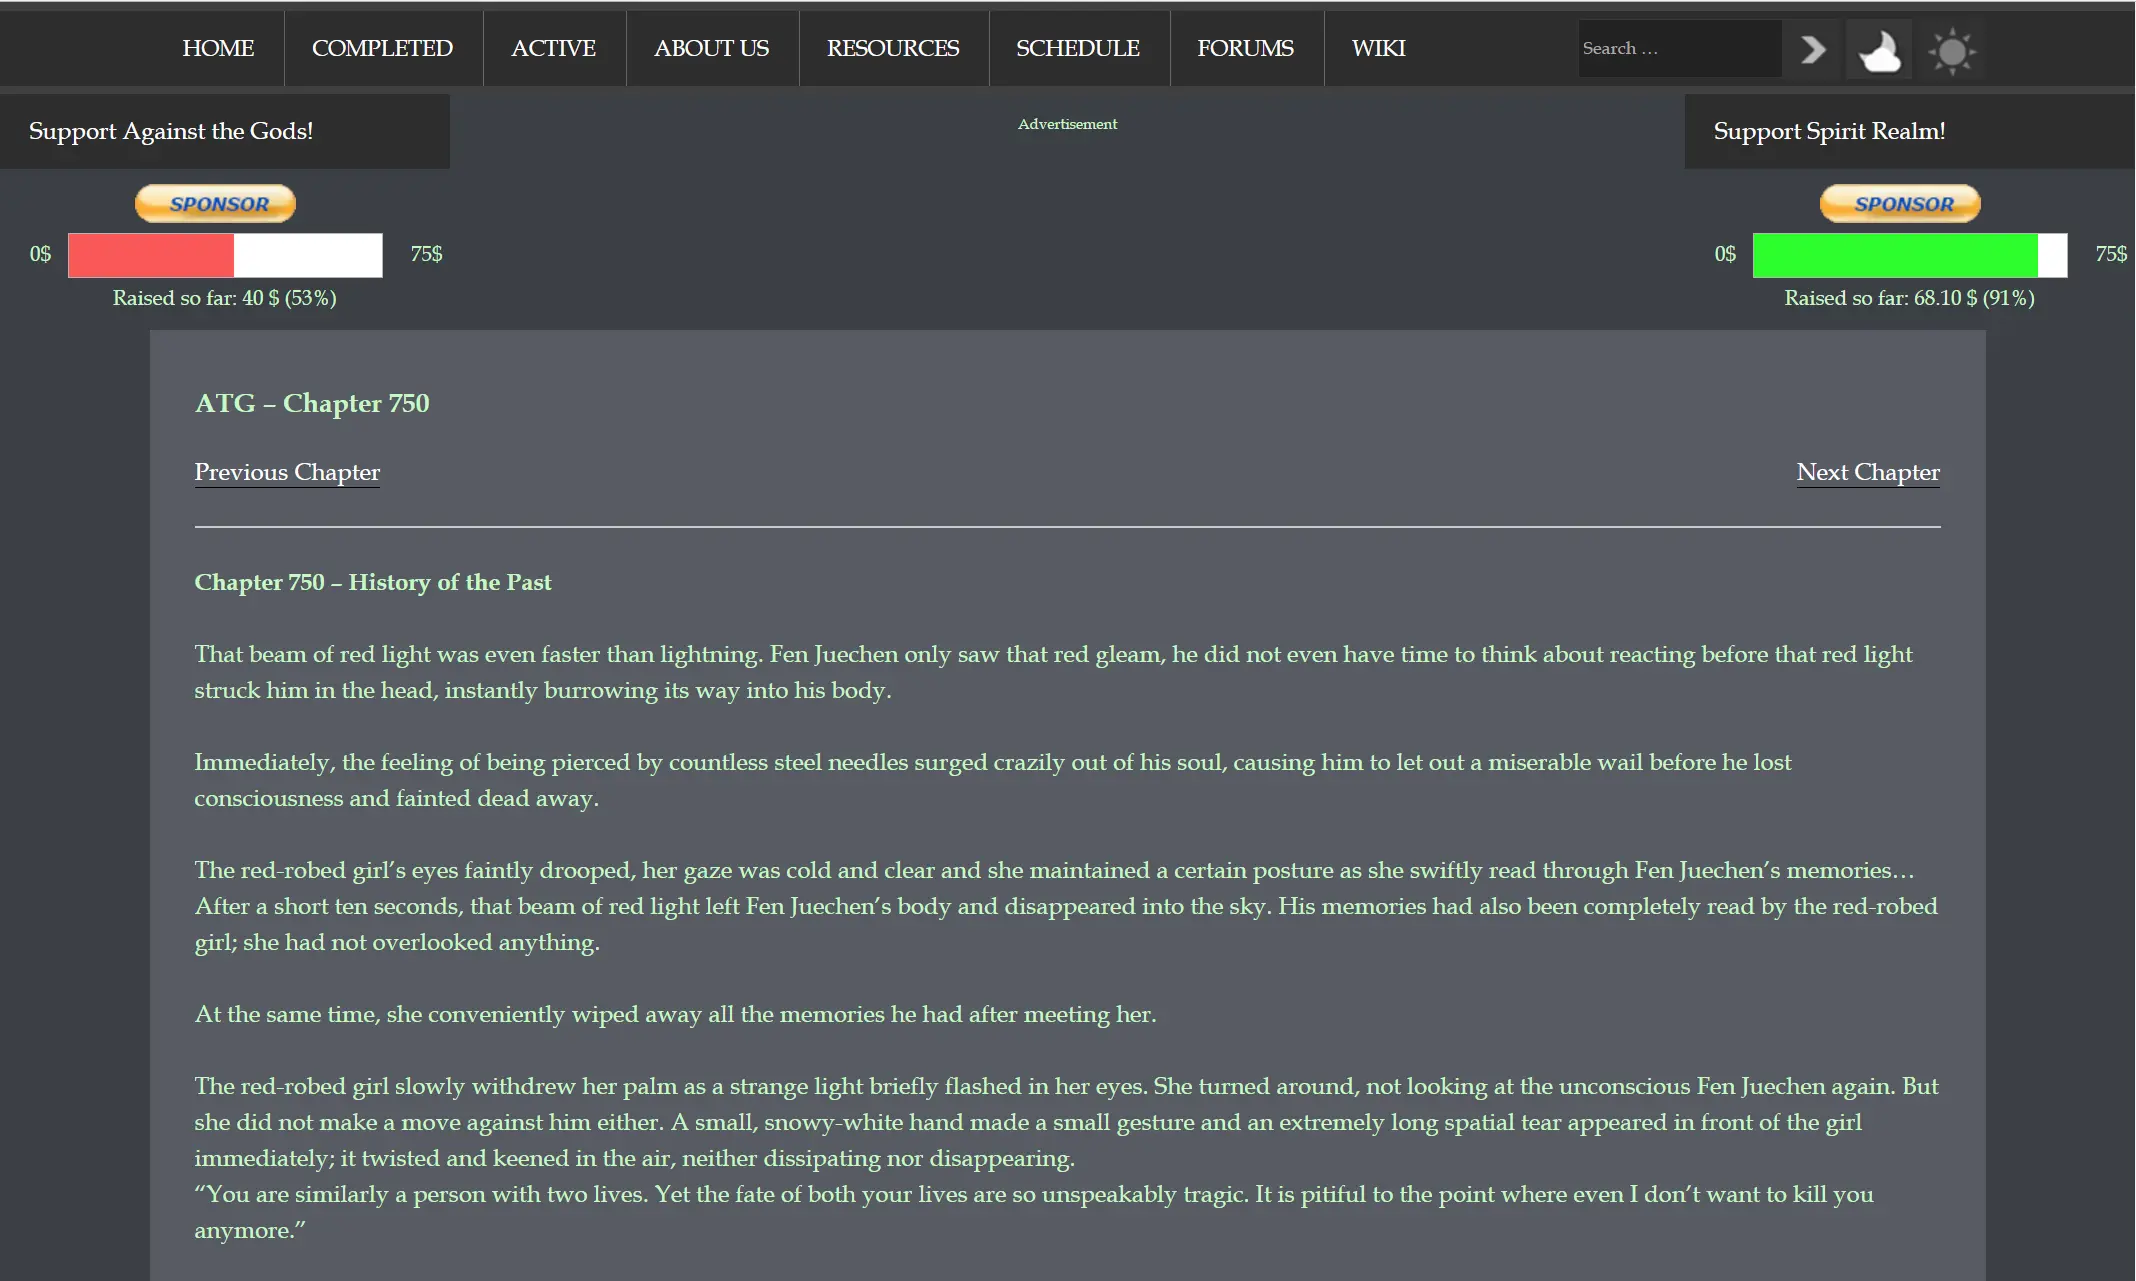 HOME
COMPLETED
ACTIVE
ABOUT US
RESOURCES
SCHEDULE
FORUMS
WIKI
Search ...
Support Against the Gods!
Advertisement
Support Spirit Realm!
SPONSOR
0$
75$
Raised so far: 40 $ (53%)
SPONSOR
0$
75$
Raised so far: 68.10 $ (91%)
ATG – Chapter 750
Previous Chapter
Next Chapter
Chapter 750 – History of the Past
That beam of red light was even faster than lightning. Fen Juechen only saw that red gleam, he did not even have time to think about reacting before that red light
struck him in the head, instantly burrowing its way into his body.
Immediately, the feeling of being pierced by countless steel needles surged crazily out of his soul, causing him to let out a miserable wail before he lost
consciousness and fainted dead away.
The red-robed girl’s eyes faintly drooped, her gaze was cold and clear and she maintained a certain posture as she swiftly read through Fen Juechen’s memories…
After a short ten seconds, that beam of red light left Fen Juechen’s body and disappeared into the sky. His memories had also been completely read by the red-robed
girl; she had not overlooked anything.
At the same time, she conveniently wiped away all the memories he had after meeting her.
The red-robed girl slowly withdrew her palm as a strange light briefly flashed in her eyes. She turned around, not looking at the unconscious Fen Juechen again. But
she did not make a move against him either. A small, snowy-white hand made a small gesture and an extremely long spatial tear appeared in front of the girl
immediately; it twisted and keened in the air, neither dissipating nor disappearing.
“You are similarly a person with two lives. Yet the fate of both your lives are so unspeakably tragic. It is pitiful to the point where even I don’t want to kill you
anymore.”